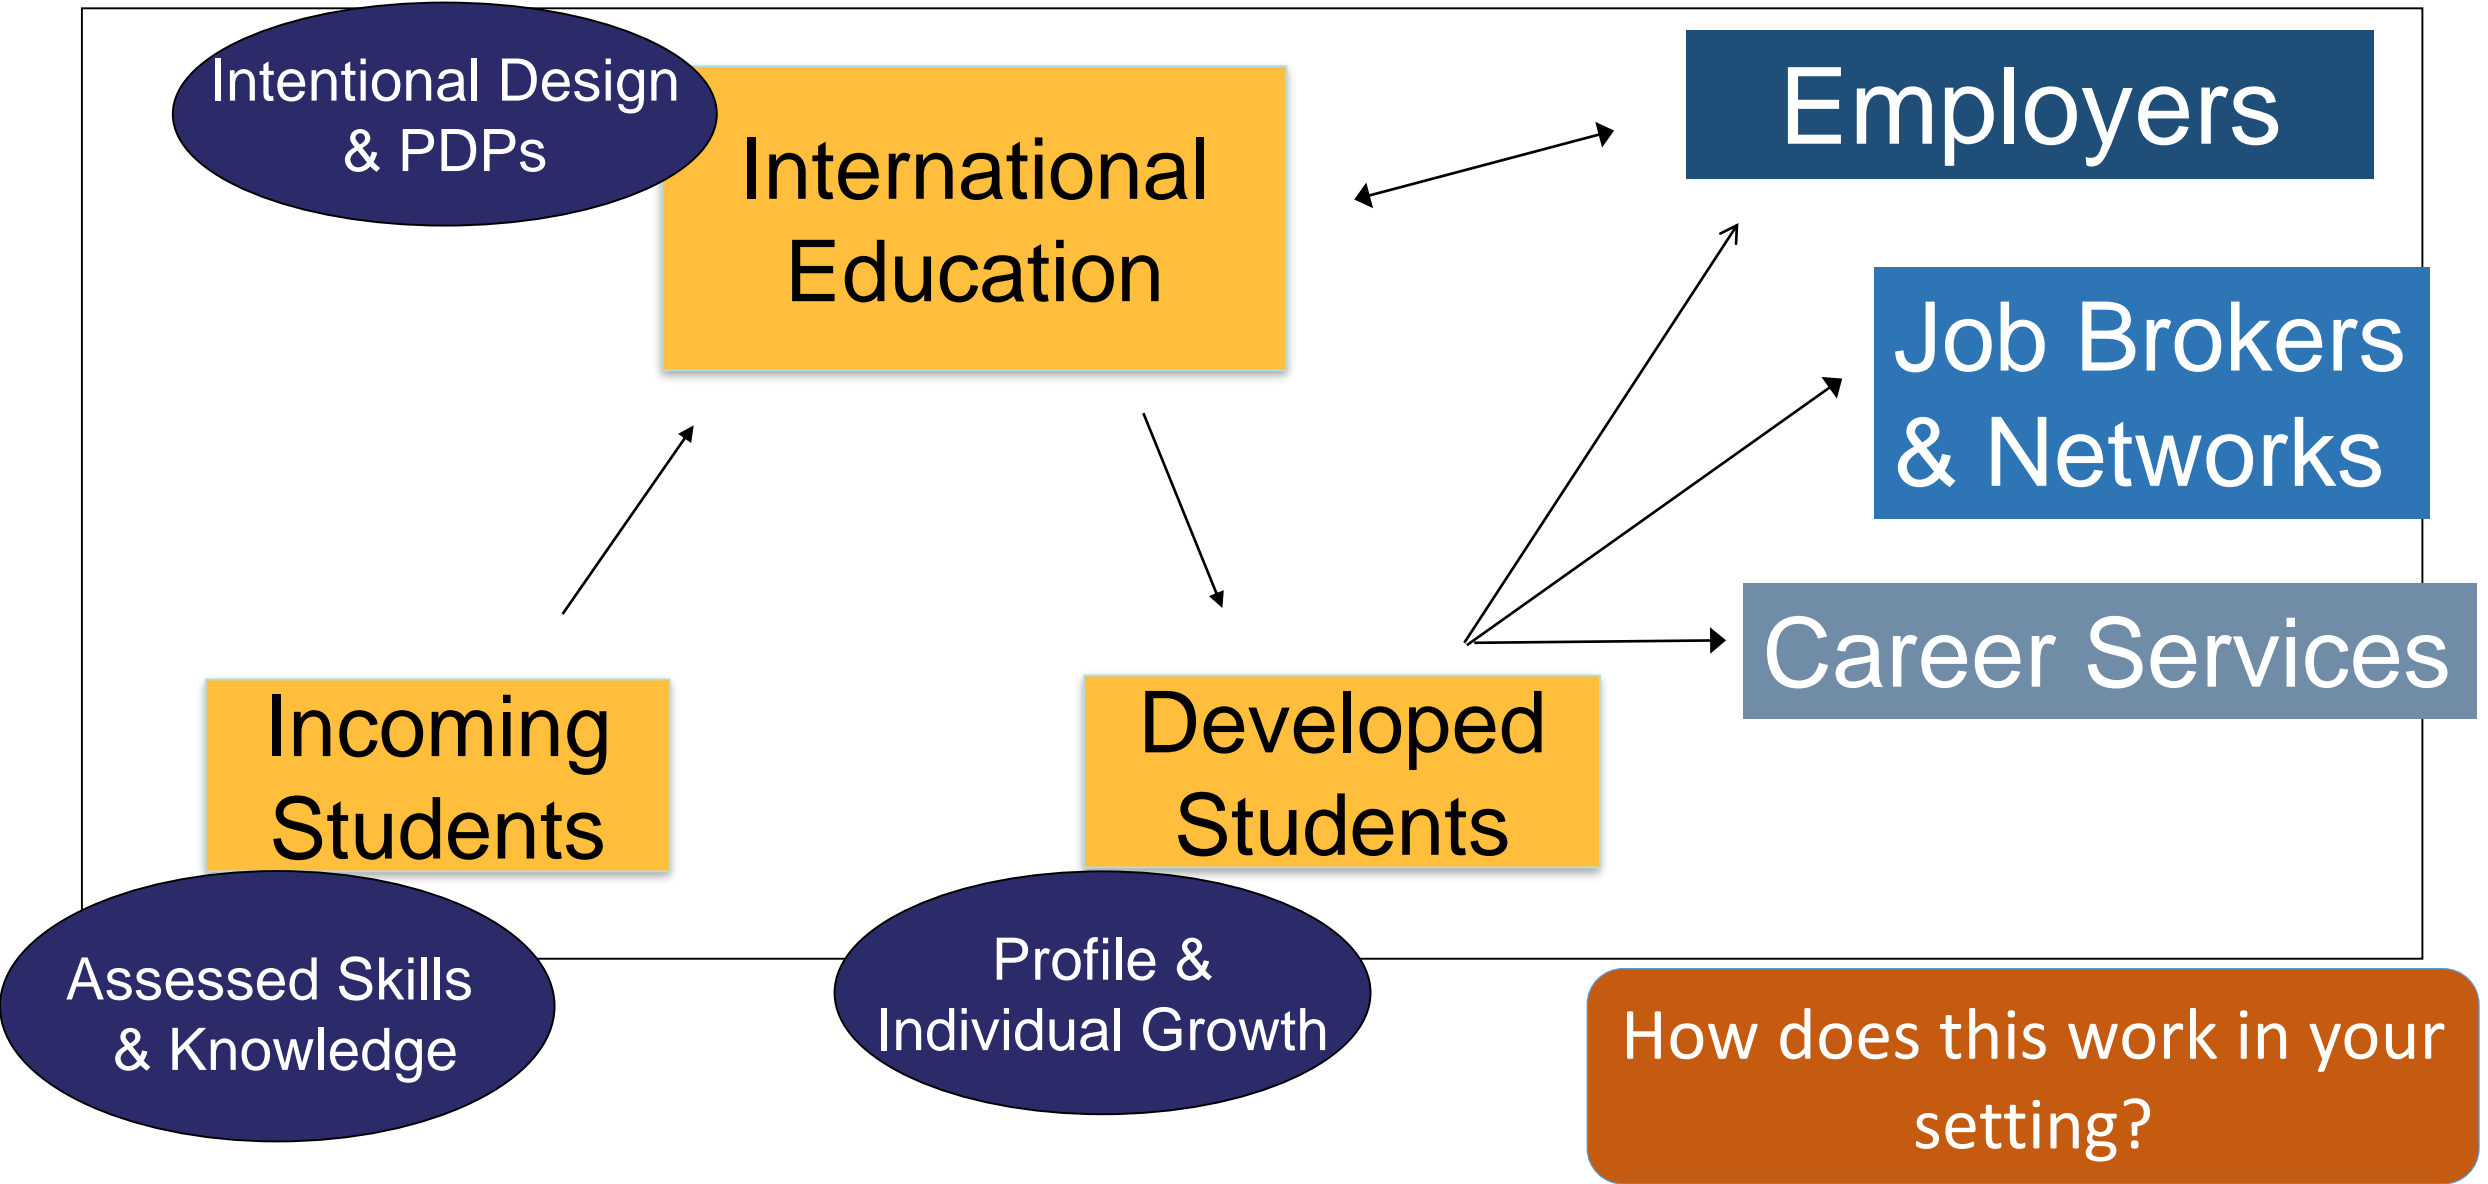 Intentional Design
& PDPs
International
Education
Employers
Job Brokers
& Networks
Career Services
Incoming
Students
Developed
Students
Assessed Skills
& Knowledge
Profile &
Individual Growth
How does this work in your
setting?